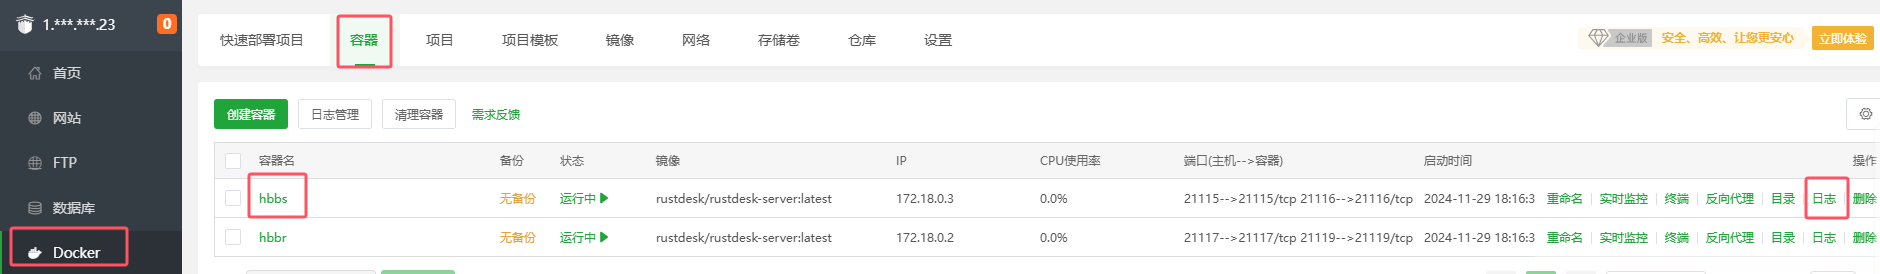 1.***.***.23 0
首页
网站
FTP
数据库
Docker
快速部署项目 容器 项目 项目模板 镜像 网络 存储卷 仓库 设置
企业版 安全、高效、让您更安心 立即体验
创建容器 日志管理 清理容器 需求反馈
容器名 备份 状态 镜像 IP CPU使用率 端口(主机-->容器) 启动时间 操作
hbbs 无备份 运行中 rustdesk/rustdesk-server:latest 172.18.0.3 0.0% 21115-->21115/tcp 21116-->21116/tcp 2024-11-29 18:16:3 重命名 实时监控 终端 反向代理 目录 日志 删除
hbbr 无备份 运行中 rustdesk/rustdesk-server:latest 172.18.0.2 0.0% 21117-->21117/tcp 21119-->21119/tcp 2024-11-29 18:16:3 重命名 实时监控 终端 反向代理 目录 日志 删除